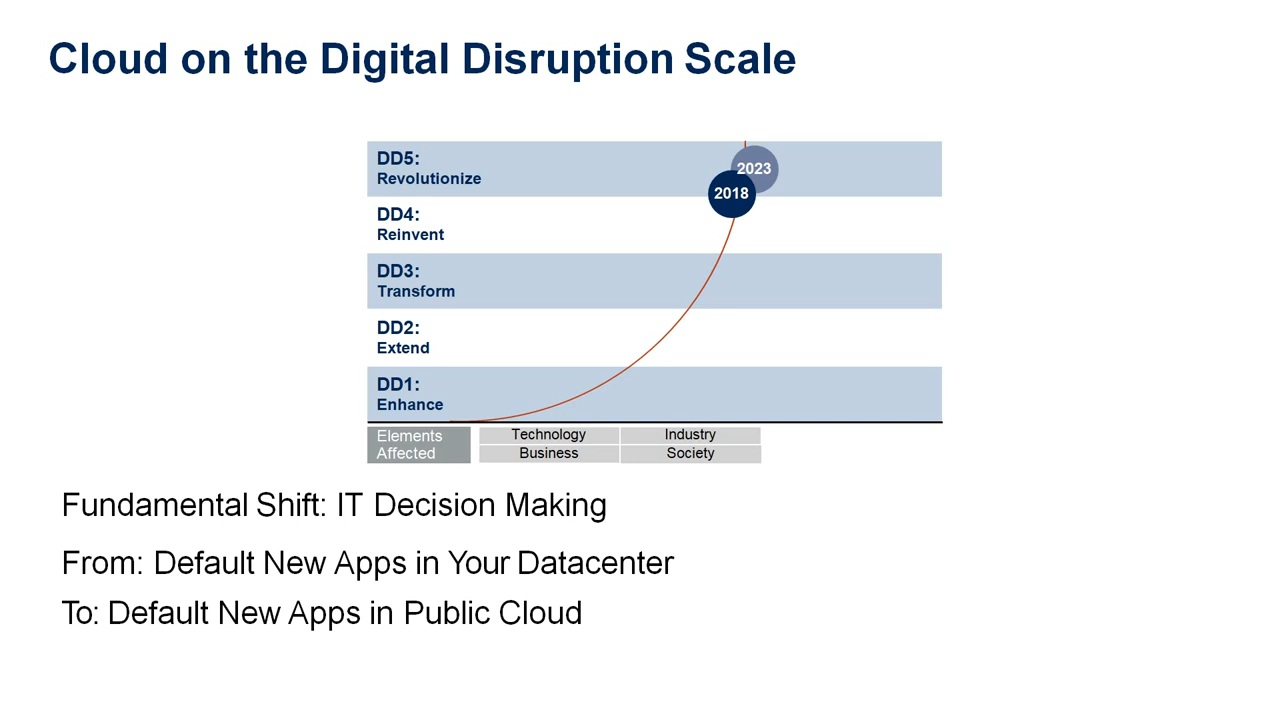 Cloud on the Digital Disruption Scale
DD5:
Revolutionize
2023
2018
DD4:
Reinvent
DD3:
Transform
DD2:
Extend
DD1:
Enhance
Elements
Affected
Technology
Industry
Business
Society
Fundamental Shift: IT Decision Making
From: Default New Apps in Your Datacenter
To: Default New Apps in Public Cloud